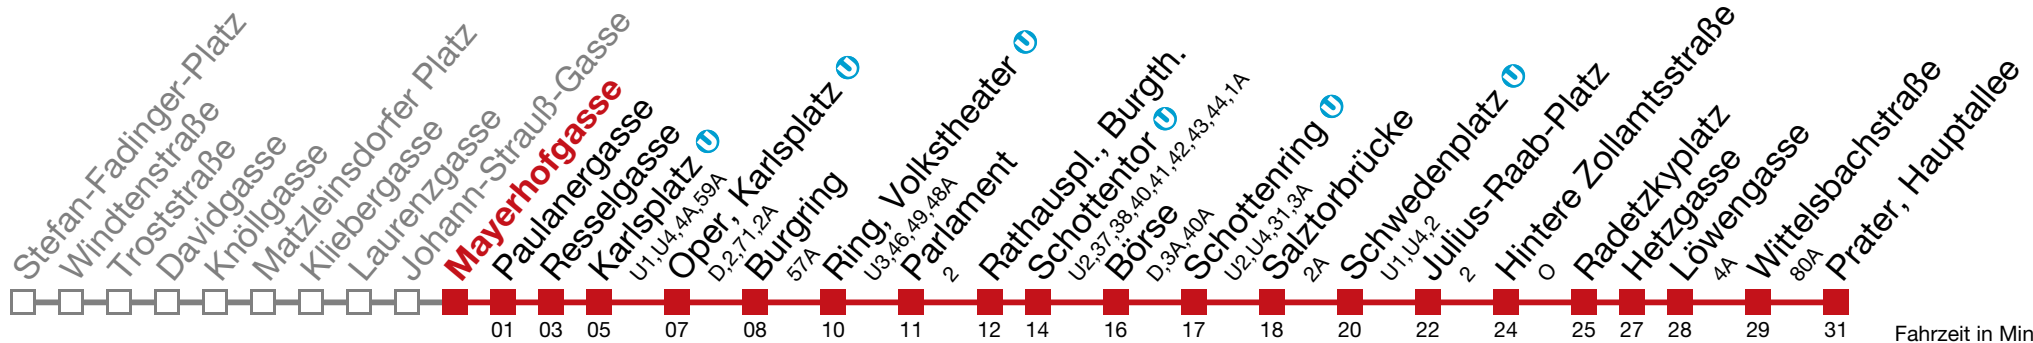 Stefan-Fadinger-Platz
Windtenstraße
Troststraße
Davidgasse
Knöllgasse
Matzleinsdorfer Platz
Kliebergasse
Laurenzgasse
Johann-Strauß-Gasse
Mayerhofgasse
Paulanergasse
Resselgasse
Karlsplatz U
U1,U4,4A,59A
Oper, Karlsplatz U
D,2,71,2A
Burgring
57A
Ring, Volkstheater U
U3,46,49,48A
Parlament
2
Rathauspl., Burgth.
Schottentor U
U2,37,38,40,41,42,43,44,1A
Börse
D,3A,40A
Schottenring U
U2,U4,31,3A
Salztorbrücke
2A
Schwedenplatz U
U1,U4,2
Julius-Raab-Platz
2
Hintere Zollamtsstraße
O
Radetzkyplatz
Hetzgasse
Löwengasse
4A
Wittelsbachstraße
80A
Prater, Hauptallee
01 03 05 07 08 10 11 12 14 16 17 18 20 22 24 25 27 28 29 31 Fahrzeit in Min